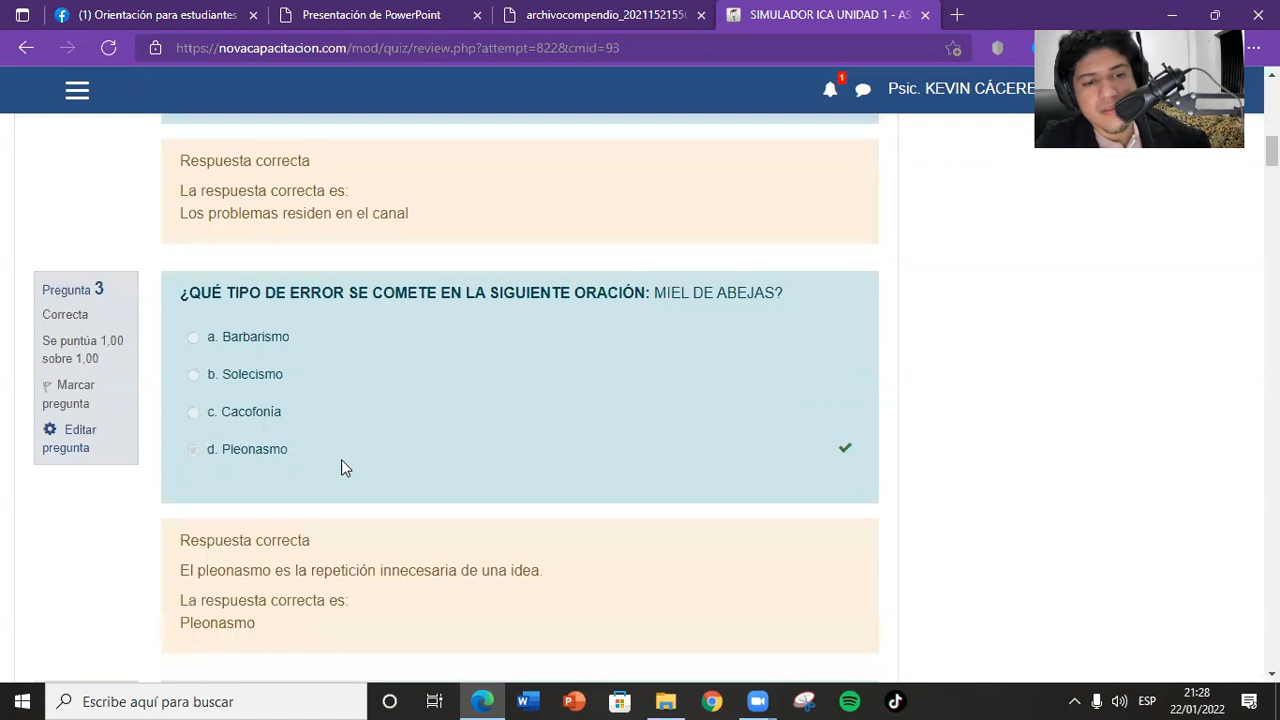 (1) Orientación para estudiantes
Presentación de PowerPoint
archivocompendio_2021152155
SIMULADOR ICA UNIDAD 1 - AS
https://novacapacitacion.com/mod/quiz/review.php?attempt=822&cmid=93
1
Psic. KEVIN CÁCERE
Respuesta correcta
La respuesta correcta es:
Los problemas residen en el canal
Pregunta 3
Correcta
Se puntúa 1,00
sobre 1,00
Marcar
pregunta
Editar
pregunta
¿QUÉ TIPO DE ERROR SE COMETE EN LA SIGUIENTE ORACIÓN: MIEL DE ABEJAS?
a. Barbarismo
b. Solecismo
c. Cacofonía
d. Pleonasmo
Respuesta correcta
El pleonasmo es la repetición innecesaria de una idea.
La respuesta correcta es:
Pleonasmo
Escribe aquí para buscar
ESP
21:28
22/01/2022